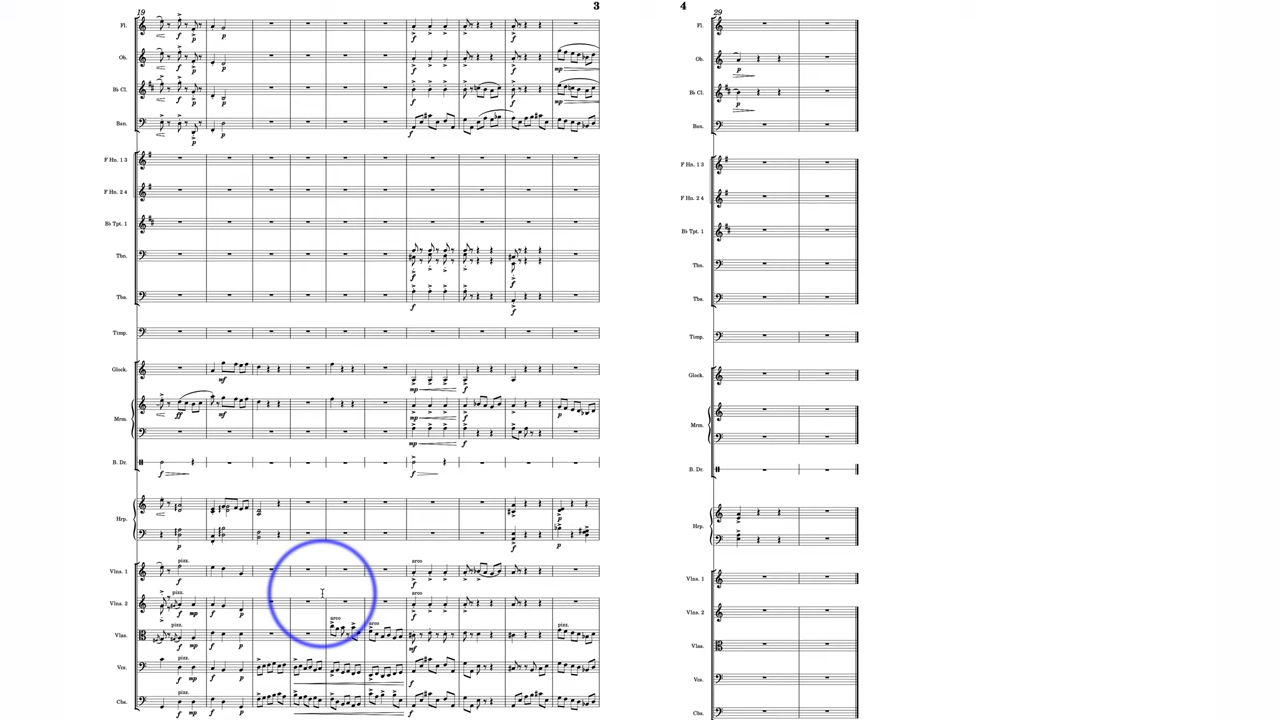 3
19
Fl.
Ob.
B♭ Cl.
Bsn.
F Hn. 1 3
F Hn. 2 4
B♭ Tpt. 1
Tbn.
Tba.
Timp.
Glock.
Mrm.
B. Dr.
Hrp.
Vlns. 1
Vlns. 2
Vlas.
Vcs.
Cbs.
f
p
mp
mf
ff
pizz.
arco
4
29
Fl.
Ob.
B♭ Cl.
Bsn.
F Hn. 1 3
F Hn. 2 4
B♭ Tpt. 1
Tbn.
Tba.
Timp.
Glock.
Mrm.
B. Dr.
Hrp.
Vlns. 1
Vlns. 2
Vlas.
Vcs.
Cbs.
p
p